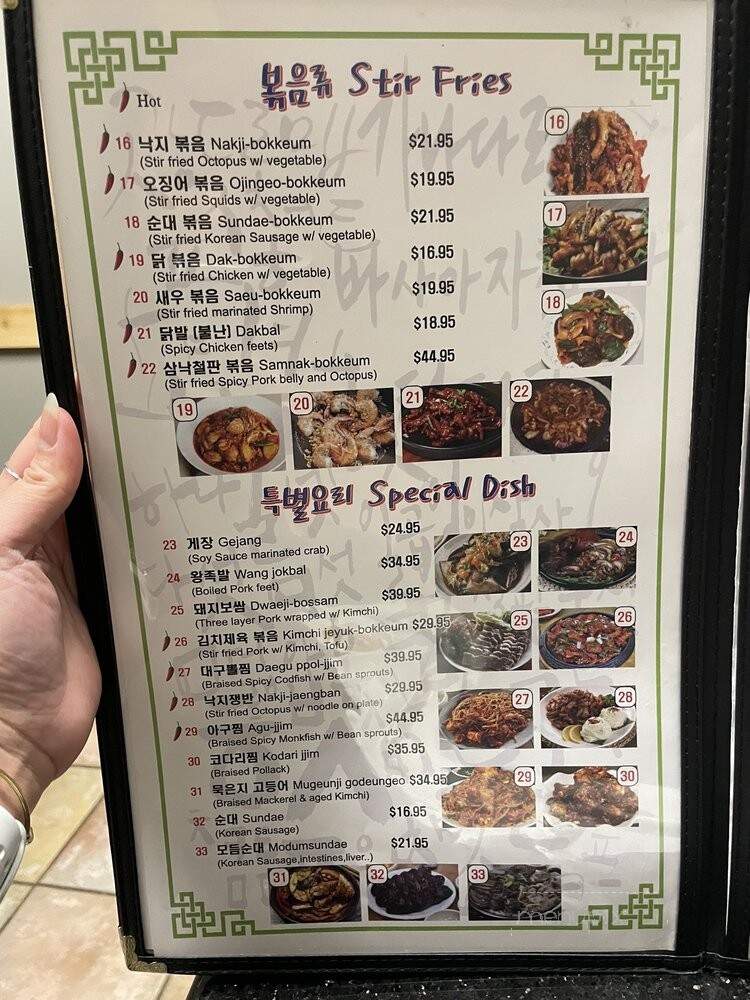 볶음류 Stir Fries
Hot
16 낙지 볶음 Nakji-bokkeum $21.95
(Stir fried Octopus w/ vegetable)
17 오징어 볶음 Ojingeo-bokkeum $19.95
(Stir fried Squids w/ vegetable)
18 순대 볶음 Sundae-bokkeum $21.95
(Stir fried Korean Sausage w/ vegetable)
19 닭 볶음 Dak-bokkeum $16.95
(Stir fried Chicken w/ vegetable)
20 새우 볶음 Saeu-bokkeum $19.95
(Stir fried marinated Shrimp)
21 닭발 (불난) Dakbal $18.95
(Spicy Chicken feets)
22 삼낙철판 볶음 Samnak-bokkeum $44.95
(Stir fried Spicy Pork belly and Octopus)
16
17
18
19 20 21 22
특별요리 Special Dish
23 게장 Gejang $24.95
(Soy Sauce marinated crab)
24 왕족발 Wang jokbal $34.95
(Boiled Pork feet)
25 돼지보쌈 Dwaeji-bossam $39.95
(Three layer Pork wrapped w/ Kimchi)
26 김치제육 볶음 Kimchi jeyuk-bokkeum $29.95
(Stir fried Pork w/ Kimchi, Tofu)
27 대구뽈찜 Daegu ppol-jjim $39.95
(Braised Spicy Codfish w/ Bean sprouts)
28 낙지쟁반 Nakji-jaengban $29.95
(Stir fried Octopus w/ noodle on plate)
29 아구찜 Agu-jjim $44.95
(Braised Spicy Monkfish w/ Bean sprouts)
30 코다리찜 Kodari jjim $35.95
(Braised Pollack)
31 묵은지 고등어 Mugeunji godeungeo $34.95
(Braised Mackerel & aged Kimchi)
32 순대 Sundae $16.95
(Korean Sausage)
33 모듬순대 Modumsundae $21.95
(Korean Sausage,intestines,liver..)
23 24
25 26
27 28
29 30
31 32 33